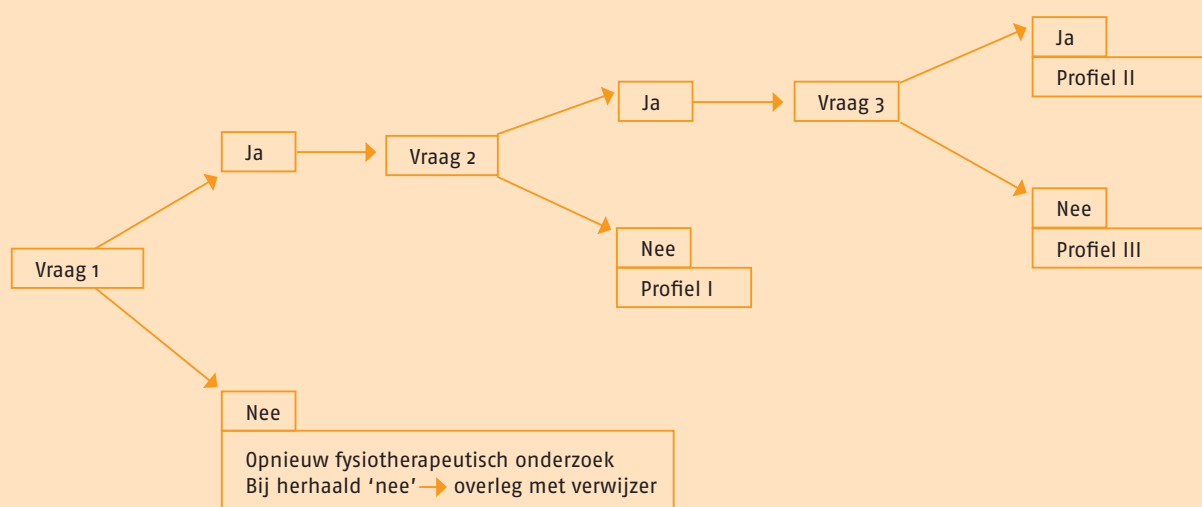 Vraag 1
Ja
Vraag 2
Ja
Vraag 3
Ja
Profiel II
Nee
Profiel III
Nee
Profiel I
Nee
Opnieuw fysiotherapeutisch onderzoek
Bij herhaald ‘nee’ → overleg met verwijzer